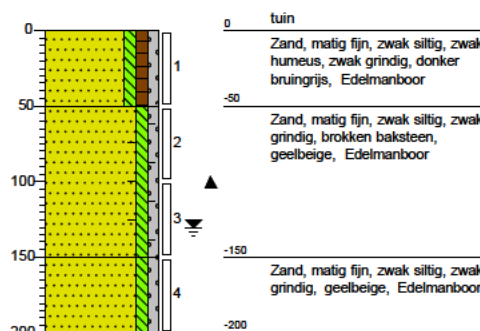 0
50
100
150
200
1
2
3
4
0
tuin
Zand, matig fijn, zwak siltig, zwak
humeus, zwak grindig, donker
bruingrijs, Edelmanboor
-50
Zand, matig fijn, zwak siltig, zwak
grindig, brokken baksteen,
geelbeige, Edelmanboor
-150
Zand, matig fijn, zwak siltig, zwak
grindig, geelbeige, Edelmanboor
-200